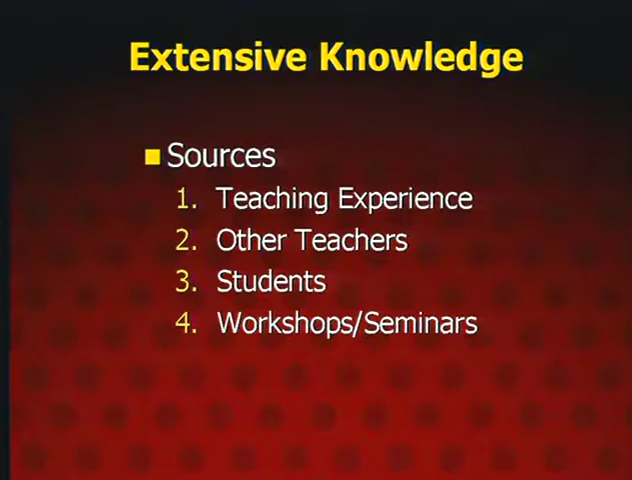 Extensive Knowledge
Sources
1. Teaching Experience
2. Other Teachers
3. Students
4. Workshops/Seminars